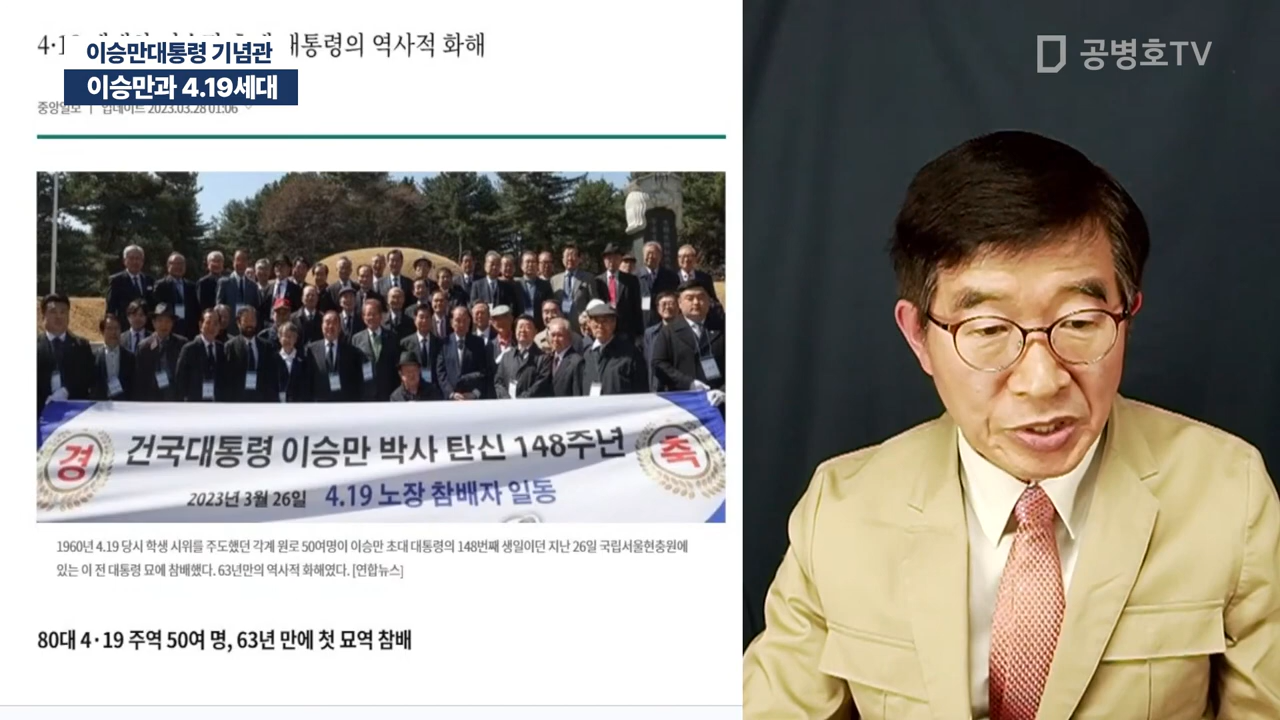 4·1 대통령의 역사적 화해
이승만대통령 기념관
이승만과 4.19세대
중앙일보 | 업데이트 2023.03.28 01:06
공병호TV
경 건국대통령 이승만 박사 탄신 148주년 축
2023년 3월 26일 4.19 노장 참배자 일동
1960년 4.19 당시 학생 시위를 주도했던 각계 원로 50여명이 이승만 초대 대통령의 148번째 생일이던 지난 26일 국립서울현충원에
있는 이 전 대통령 묘에 참배했다. 63년만의 역사적 화해였다. [연합뉴스]
80대 4·19 주역 50여 명, 63년 만에 첫 묘역 참배